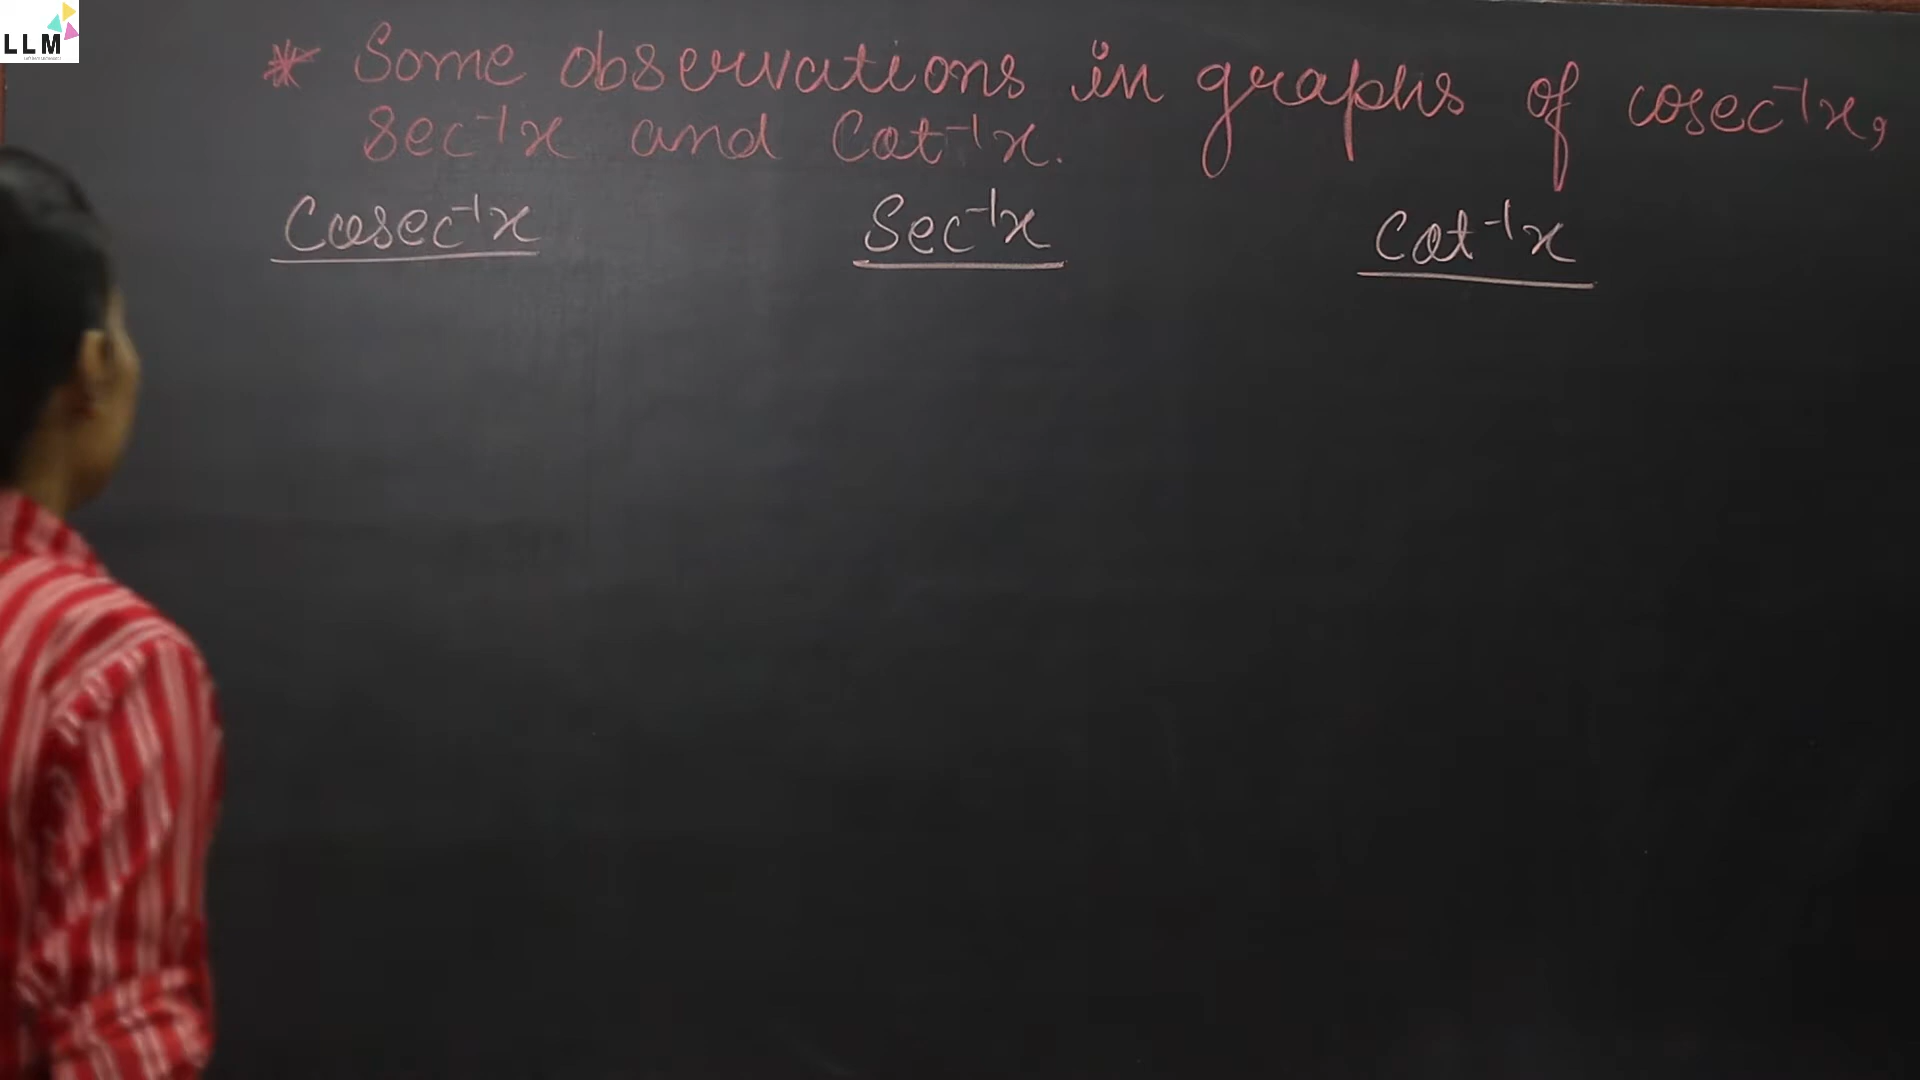 LLM
* Some observations in graphs of cosec⁻¹x,
sec⁻¹x and Cot⁻¹x.
Cosec⁻¹x Sec⁻¹x Cot⁻¹x